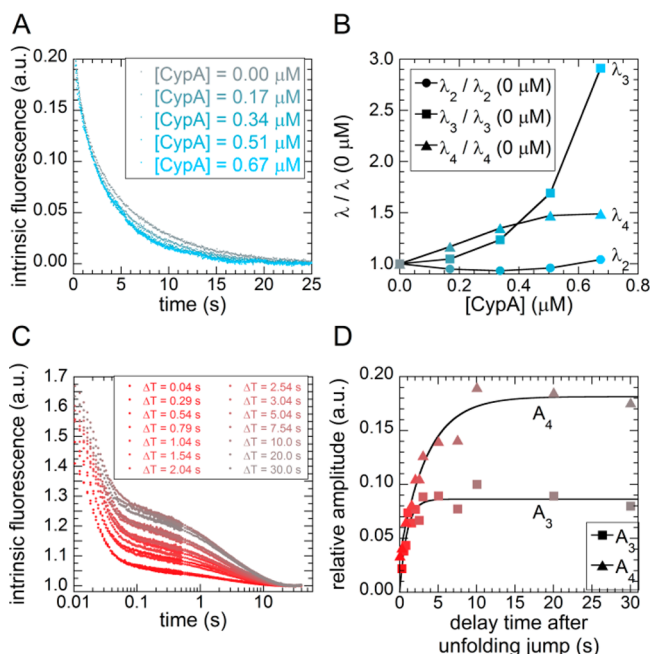 A
intrinsic fluorescence (a.u.)
0.20
0.15
0.10
0.05
0.00
[CypA] = 0.00 μM
[CypA] = 0.17 μM
[CypA] = 0.34 μM
[CypA] = 0.51 μM
[CypA] = 0.67 μM
0 5 10 15 20 25
time (s)
B
λ / λ (0 μM)
3.0
2.5
2.0
1.5
1.0
λ2 / λ2 (0 μM)
λ3 / λ3 (0 μM)
λ4 / λ4 (0 μM)
λ3
λ4
λ2
0.0 0.2 0.4 0.6 0.8
[CypA] (μM)
C
intrinsic fluorescence (a.u.)
1.7
1.6
1.5
1.4
1.3
1.2
1.1
1.0
ΔT = 0.04 s ΔT = 2.54 s
ΔT = 0.29 s ΔT = 3.04 s
ΔT = 0.54 s ΔT = 5.04 s
ΔT = 0.79 s ΔT = 7.54 s
ΔT = 1.04 s ΔT = 10.0 s
ΔT = 1.54 s ΔT = 20.0 s
ΔT = 2.04 s ΔT = 30.0 s
0.01 0.1 1 10
time (s)
D
relative amplitude (a.u.)
0.20
0.15
0.10
0.05
0.00
A4
A3
A3
A4
0 5 10 15 20 25 30
delay time after
unfolding jump (s)